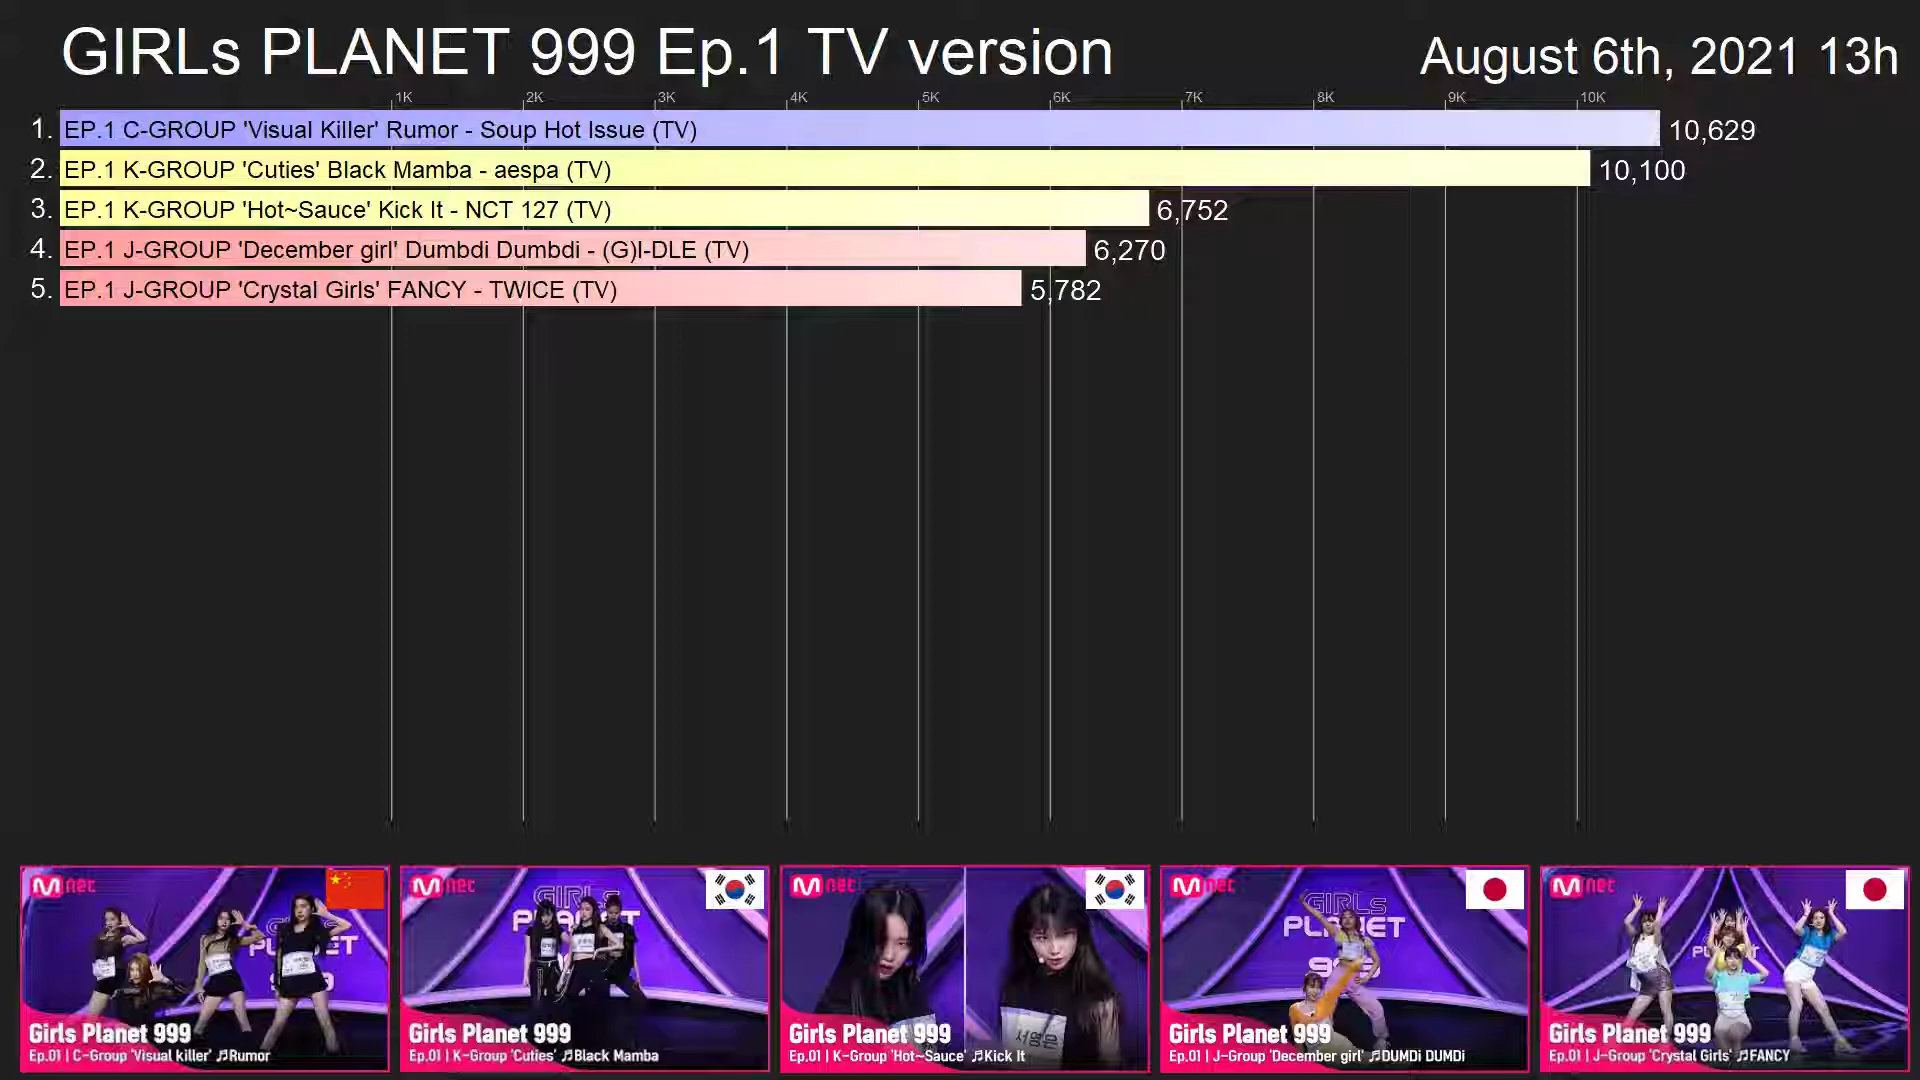 GIRLs PLANET 999 Ep.1 TV version
August 6th, 2021 13h
1K 2K 3K 4K 5K 6K 7K 8K 9K 10K
1. EP.1 C-GROUP 'Visual Killer' Rumor - Soup Hot Issue (TV) 10,629
2. EP.1 K-GROUP 'Cuties' Black Mamba - aespa (TV) 10,100
3. EP.1 K-GROUP 'Hot~Sauce' Kick It - NCT 127 (TV) 6,752
4. EP.1 J-GROUP 'December girl' Dumbdi Dumbdi - (G)I-DLE (TV) 6,270
5. EP.1 J-GROUP 'Crystal Girls' FANCY - TWICE (TV) 5,782
Mnet
PLANET
Girls Planet 999
Ep.01 | C-Group 'Visual killer' ♬Rumor
Mnet
GIRLS
PLANET
Girls Planet 999
Ep.01 | K-Group 'Cuties' ♬Black Mamba
Mnet
Girls Planet 999
Ep.01 | K-Group 'Hot~Sauce' ♬Kick It
Mnet
GIRLS
PLANET
999
Girls Planet 999
Ep.01 | J-Group 'December girl' ♬DUMDi DUMDi
Mnet
Girls Planet 999
Ep.01 | J-Group 'Crystal Girls' ♬FANCY